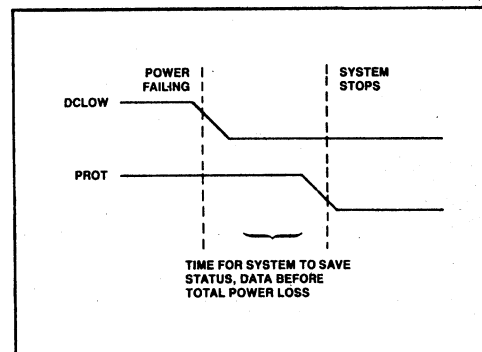 POWER
FAILING
SYSTEM
STOPS
DCLOW
PROT
TIME FOR SYSTEM TO SAVE
STATUS, DATA BEFORE
TOTAL POWER LOSS